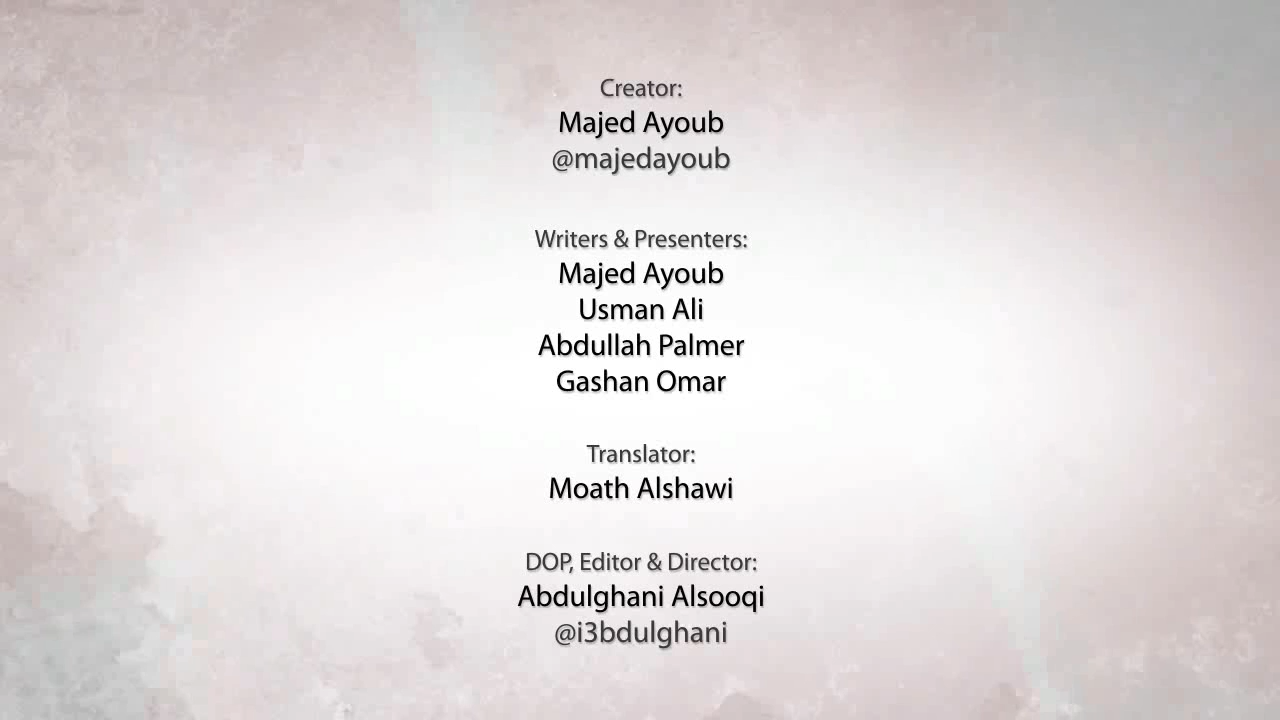 Creator:
Majed Ayoub
@majedayoub
Writers & Presenters:
Majed Ayoub
Usman Ali
Abdullah Palmer
Gashan Omar
Translator:
Moath Alshawi
DOP, Editor & Director:
Abdulghani Alsooqi
@i3bdulghani